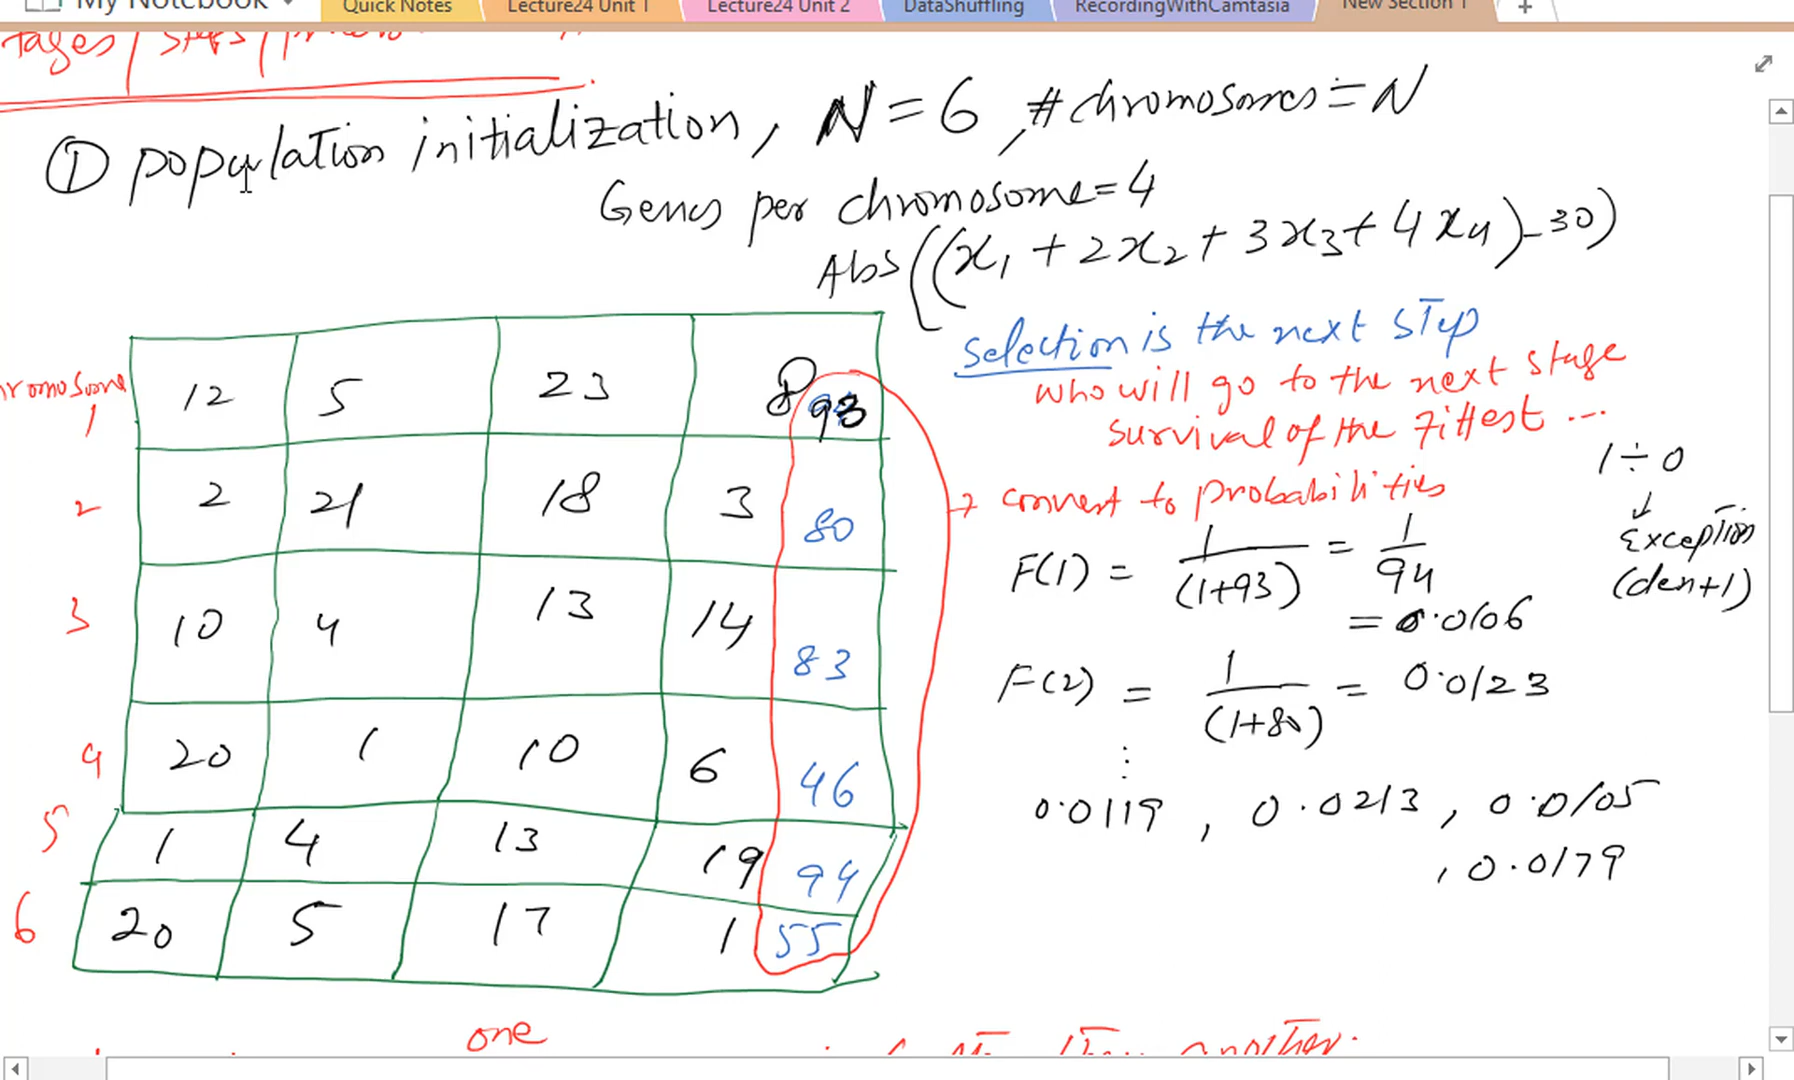 My Notebook Quick Notes Lecture24 Unit 1 Lecture24 Unit 2 DataShuffling RecordingWithCamtasia New Section 1 +
tages / steps /
① population initialization, N = 6, # chromosomes = N
Genes per chromosome = 4
Abs((x₁ + 2x₂ + 3x₃ + 4x₄) - 30)
hromosome 1 12 5 23 8 93
2 2 21 18 3 80
3 10 4 13 14 83
4 20 1 10 6 46
5 1 4 13 19 94
6 20 5 17 1 55
selection is the next step
who will go to the next stage
survival of the fittest ...
→ convert to probabilities
1 ÷ 0
↓
Exception
(den+1)
F(1) = 1/(1+93) = 1/94
= 0.0106
F(2) = 1/(1+80) = 0.0123
⋮
0.0119, 0.0213, 0.0105
, 0.0179
one
another.